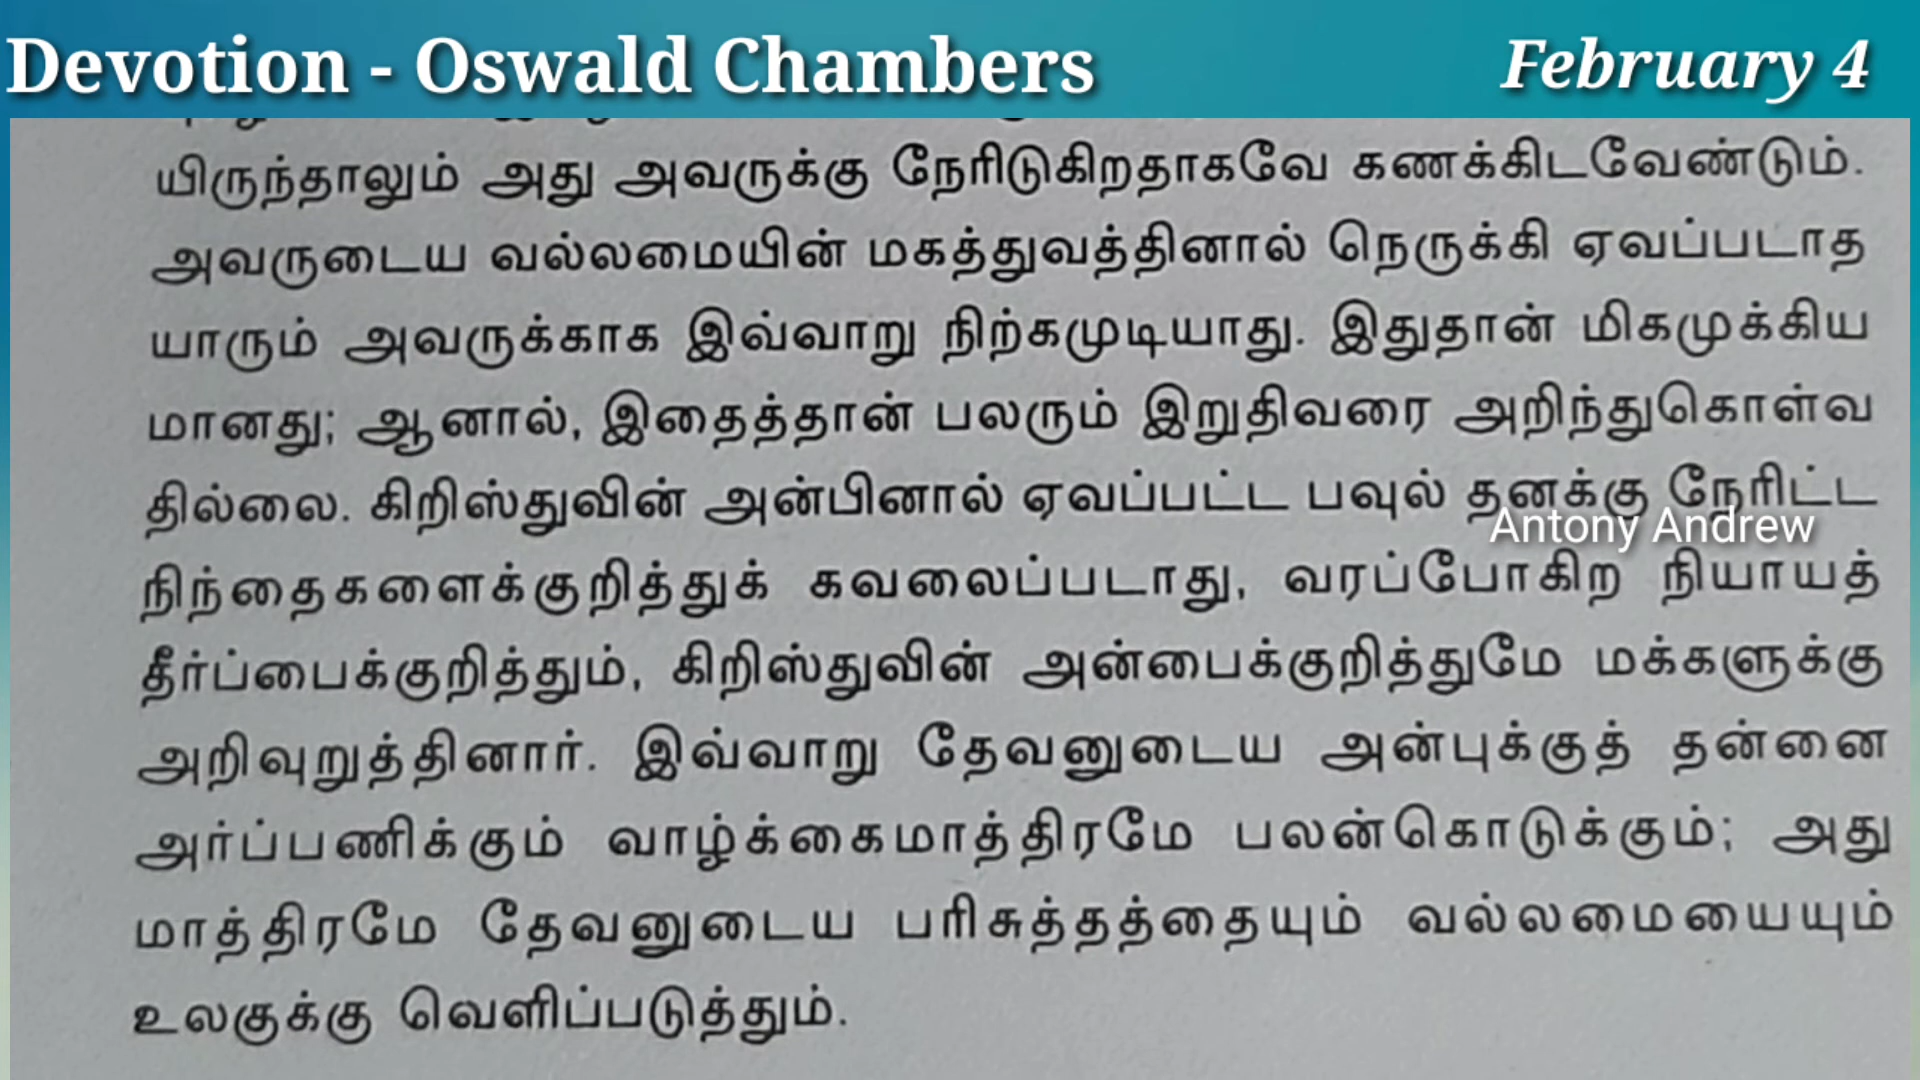 Devotion - Oswald Chambers
February 4
யிருந்தாலும் அது அவருக்கு நேரிடுகிறதாகவே கணக்கிடவேண்டும்.
அவருடைய வல்லமையின் மகத்துவத்தினால் நெருக்கி ஏவப்படாத
யாரும் அவருக்காக இவ்வாறு நிற்கமுடியாது. இதுதான் மிகமுக்கிய
மானது; ஆனால், இதைத்தான் பலரும் இறுதிவரை அறிந்துகொள்வ
தில்லை. கிறிஸ்துவின் அன்பினால் ஏவப்பட்ட பவுல் தனக்கு நேரிட்ட
Antony Andrew
நிந்தைகளைக்குறித்துக் கவலைப்படாது, வரப்போகிற நியாயத்
தீர்ப்பைக்குறித்தும், கிறிஸ்துவின் அன்பைக்குறித்துமே மக்களுக்கு
அறிவுறுத்தினார். இவ்வாறு தேவனுடைய அன்புக்குத் தன்னை
அர்ப்பணிக்கும் வாழ்க்கைமாத்திரமே பலன்கொடுக்கும்; அது
மாத்திரமே தேவனுடைய பரிசுத்தத்தையும் வல்லமையையும்
உலகுக்கு வெளிப்படுத்தும்.